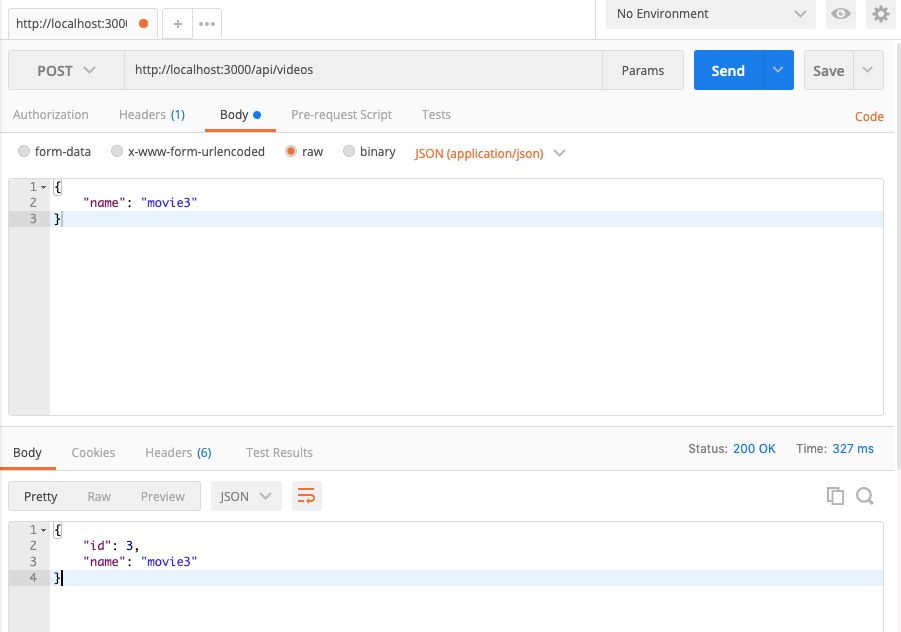 http://localhost:3000
+ •••
No Environment
POST
http://localhost:3000/api/videos
Params
Send
Save
Authorization
Headers (1)
Body
Pre-request Script
Tests
Code
form-data
x-www-form-urlencoded
raw
binary
JSON (application/json)
1 {
2 "name": "movie3"
3 }
Body
Cookies
Headers (6)
Test Results
Status: 200 OK
Time: 327 ms
Pretty
Raw
Preview
JSON
1 {
2 "id": 3,
3 "name": "movie3"
4 }